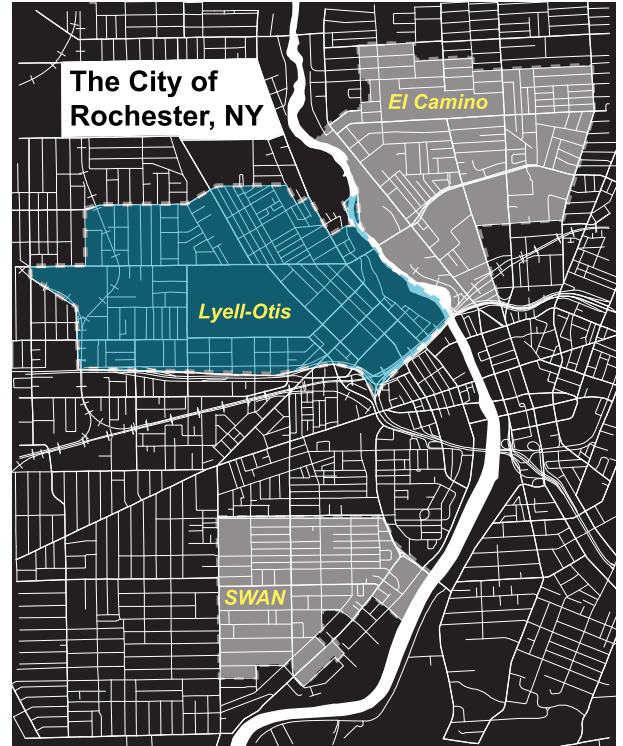 The City of
Rochester, NY
El Camino
Lyell-Otis
SWAN